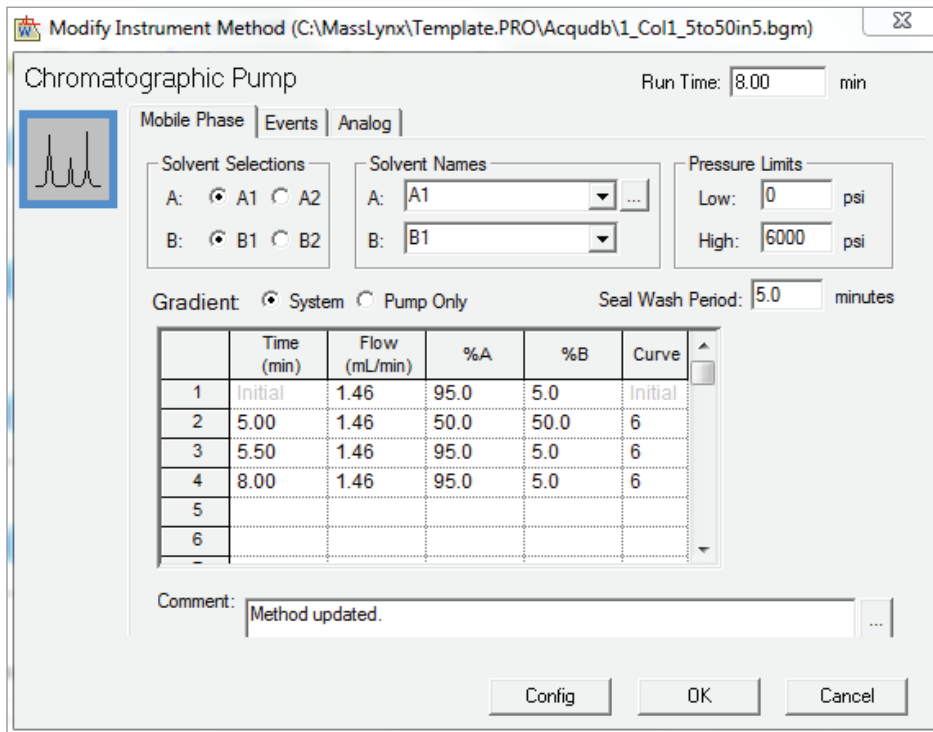 Modify Instrument Method (C:\MassLynx\Template.PRO\Acqudb\1_Col1_5to50in5.bgm)
Chromatographic Pump Run Time: 8.00 min
Mobile Phase Events Analog
Solvent Selections Solvent Names Pressure Limits
A: A1 A2 A: A1 ... Low: 0 psi
B: B1 B2 B: B1 High: 6000 psi
Gradient: System Pump Only Seal Wash Period: 5.0 minutes
Time (min) Flow (mL/min) %A %B Curve
1 Initial 1.46 95.0 5.0 Initial
2 5.00 1.46 50.0 50.0 6
3 5.50 1.46 95.0 5.0 6
4 8.00 1.46 95.0 5.0 6
5
6
Comment: Method updated. ...
Config OK Cancel